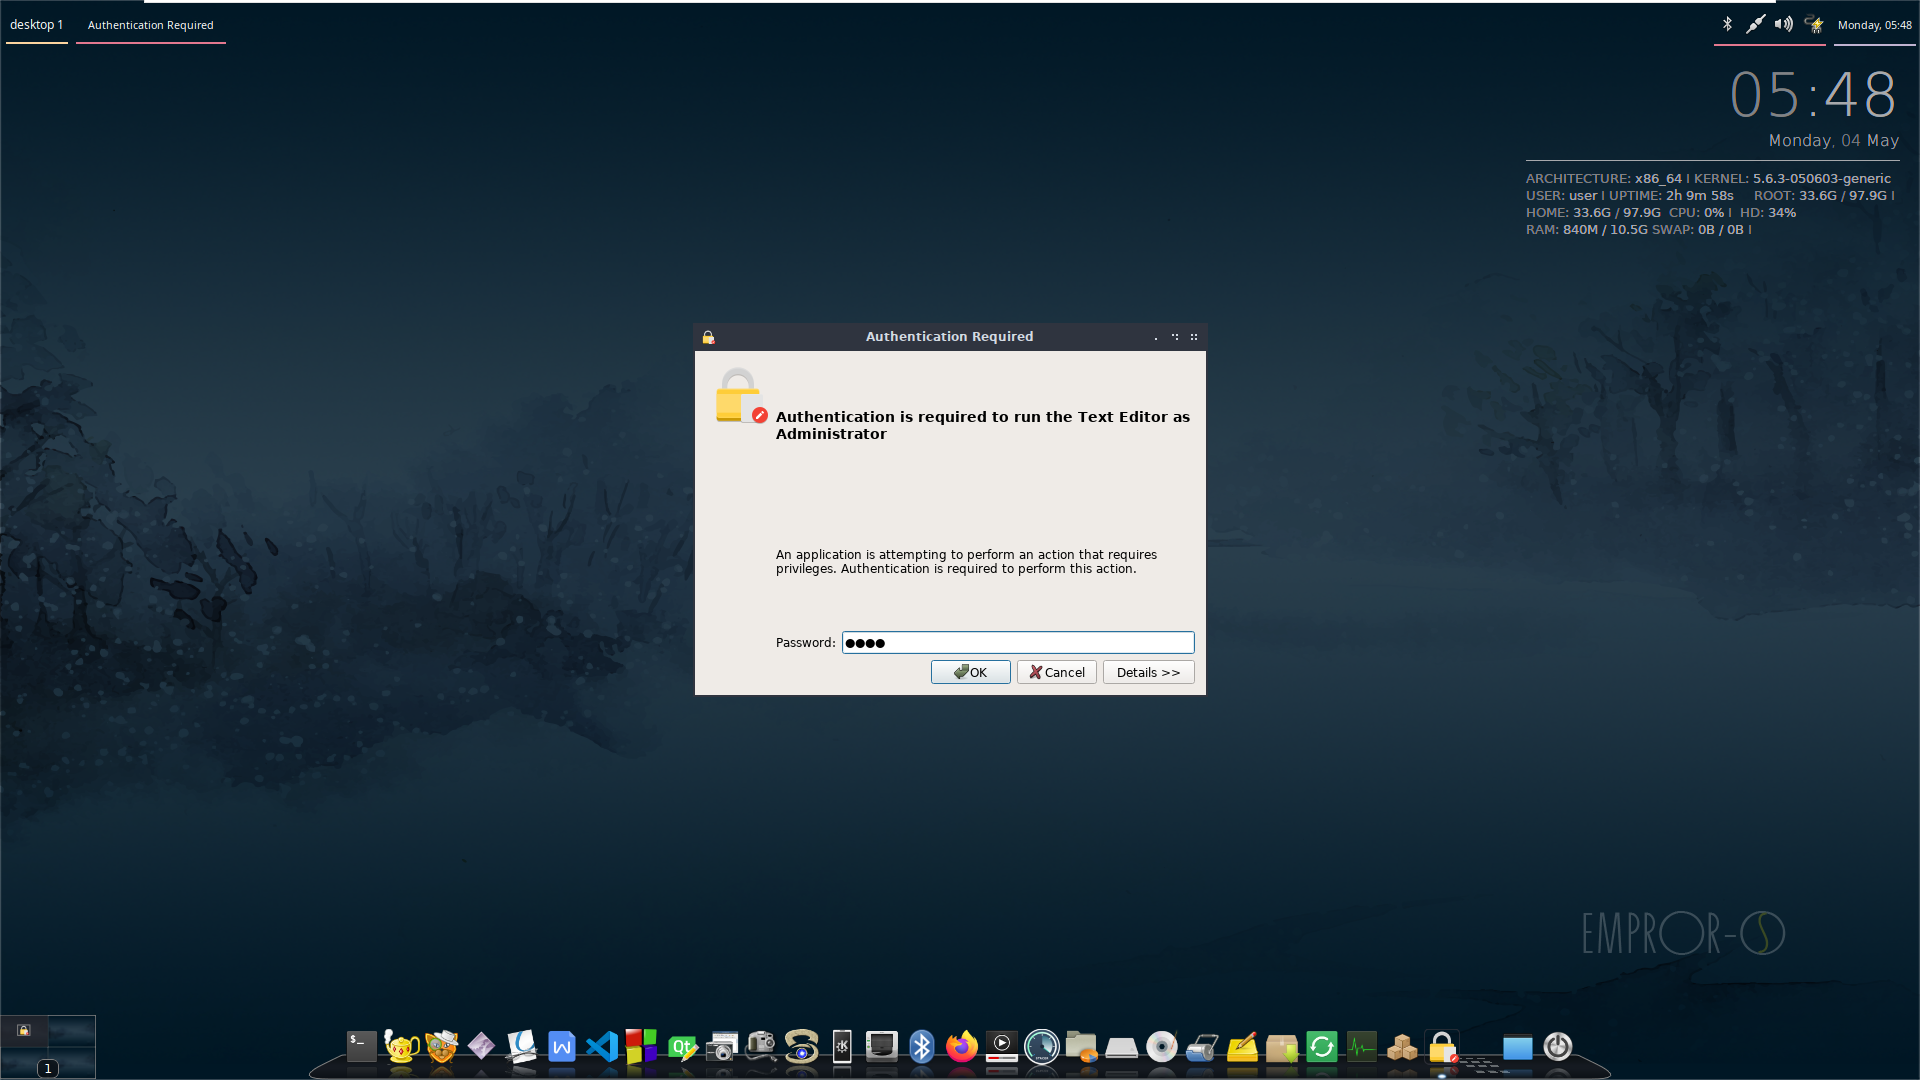 desktop 1
Authentication Required
Monday, 05:48
05:48
Monday, 04 May
ARCHITECTURE: x86_64 I KERNEL: 5.6.3-050603-generic
USER: user I UPTIME: 2h 9m 58s ROOT: 33.6G / 97.9G I
HOME: 33.6G / 97.9G CPU: 0% I HD: 34%
RAM: 840M / 10.5G SWAP: 0B / 0B I
Authentication Required
Authentication is required to run the Text Editor as
Administrator
An application is attempting to perform an action that requires
privileges. Authentication is required to perform this action.
Password: ●●●●
OK
Cancel
Details >>
EMPROR-OS
1
$_
W
Qt